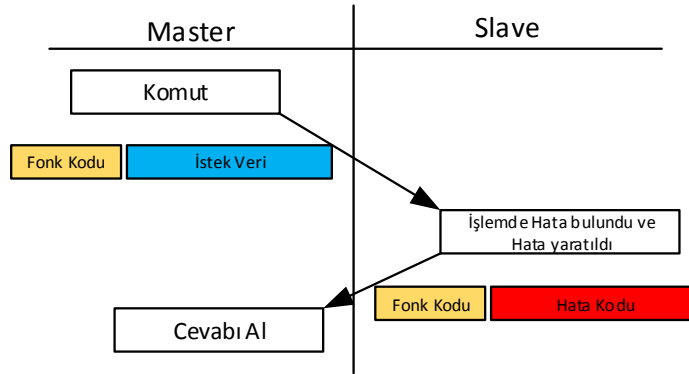 Master
Slave
Komut
Fonk Kodu
İstek Veri
İşlemde Hata bulundu ve
Hata yaratıldı
Fonk Kodu
Hata Kodu
Cevabı Al